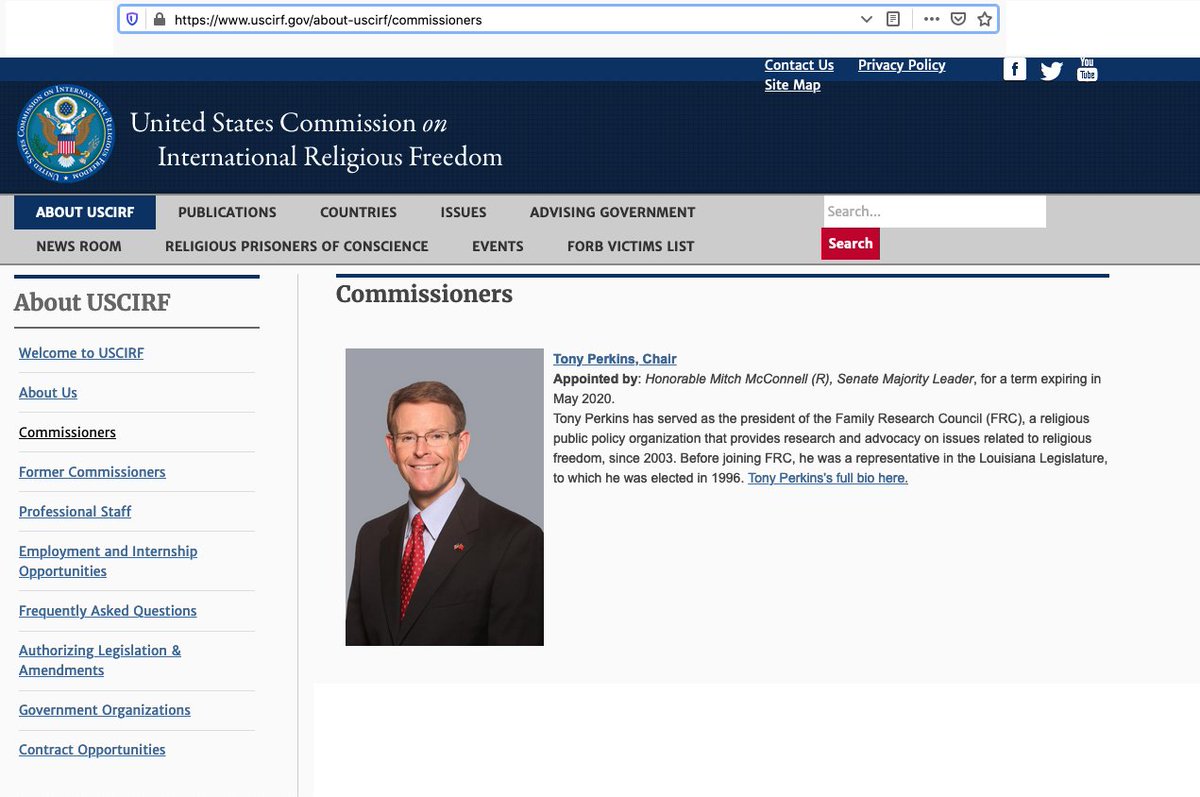 https://www.uscirf.gov/about-uscirf/commissioners
Contact Us Privacy Policy
Site Map
f
You
Tube
UNITED STATES COMMISSION ON INTERNATIONAL RELIGIOUS FREEDOM
United States Commission on
International Religious Freedom
ABOUT USCIRF PUBLICATIONS COUNTRIES ISSUES ADVISING GOVERNMENT
Search...
NEWS ROOM RELIGIOUS PRISONERS OF CONSCIENCE EVENTS FORB VICTIMS LIST
Search
About USCIRF
Welcome to USCIRF
About Us
Commissioners
Former Commissioners
Professional Staff
Employment and Internship
Opportunities
Frequently Asked Questions
Authorizing Legislation &
Amendments
Government Organizations
Contract Opportunities
Commissioners
Tony Perkins, Chair
Appointed by: Honorable Mitch McConnell (R), Senate Majority Leader, for a term expiring in
May 2020.
Tony Perkins has served as the president of the Family Research Council (FRC), a religious
public policy organization that provides research and advocacy on issues related to religious
freedom, since 2003. Before joining FRC, he was a representative in the Louisiana Legislature,
to which he was elected in 1996. Tony Perkins's full bio here.